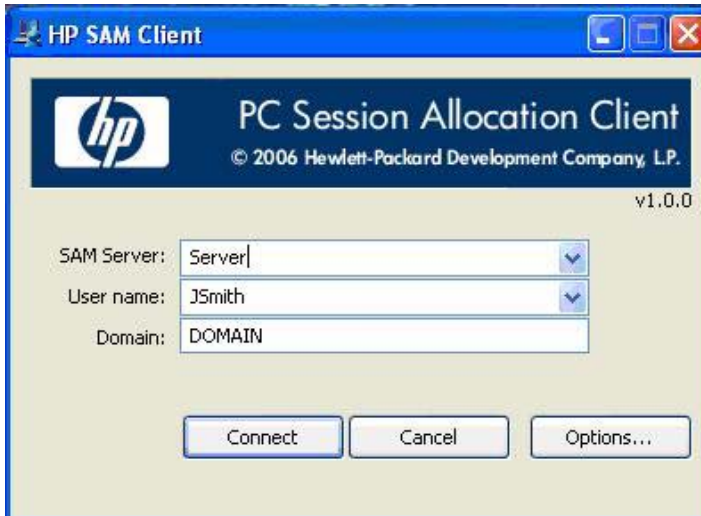 HP SAM Client
hp
PC Session Allocation Client
© 2006 Hewlett-Packard Development Company, L.P.
v1.0.0
SAM Server: Server
User name: JSmith
Domain: DOMAIN
Connect Cancel Options...